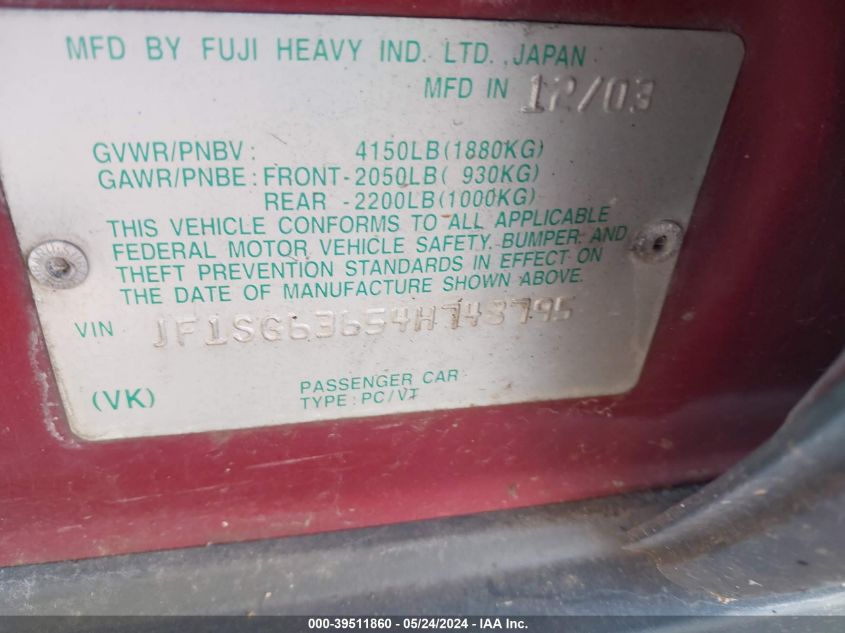 MFD BY FUJI HEAVY IND. LTD., JAPAN
MFD IN 12/03
GVWR/PNBV: 4150LB(1880KG)
GAWR/PNBE: FRONT-2050LB( 930KG)
REAR -2200LB(1000KG)
THIS VEHICLE CONFORMS TO ALL APPLICABLE
FEDERAL MOTOR VEHICLE SAFETY, BUMPER, AND
THEFT PREVENTION STANDARDS IN EFFECT ON
THE DATE OF MANUFACTURE SHOWN ABOVE.
VIN JF1SG63654H748795
PASSENGER CAR
(VK) TYPE: PC/VT
000-39511860 / 05/24/2024 / IAAI.com